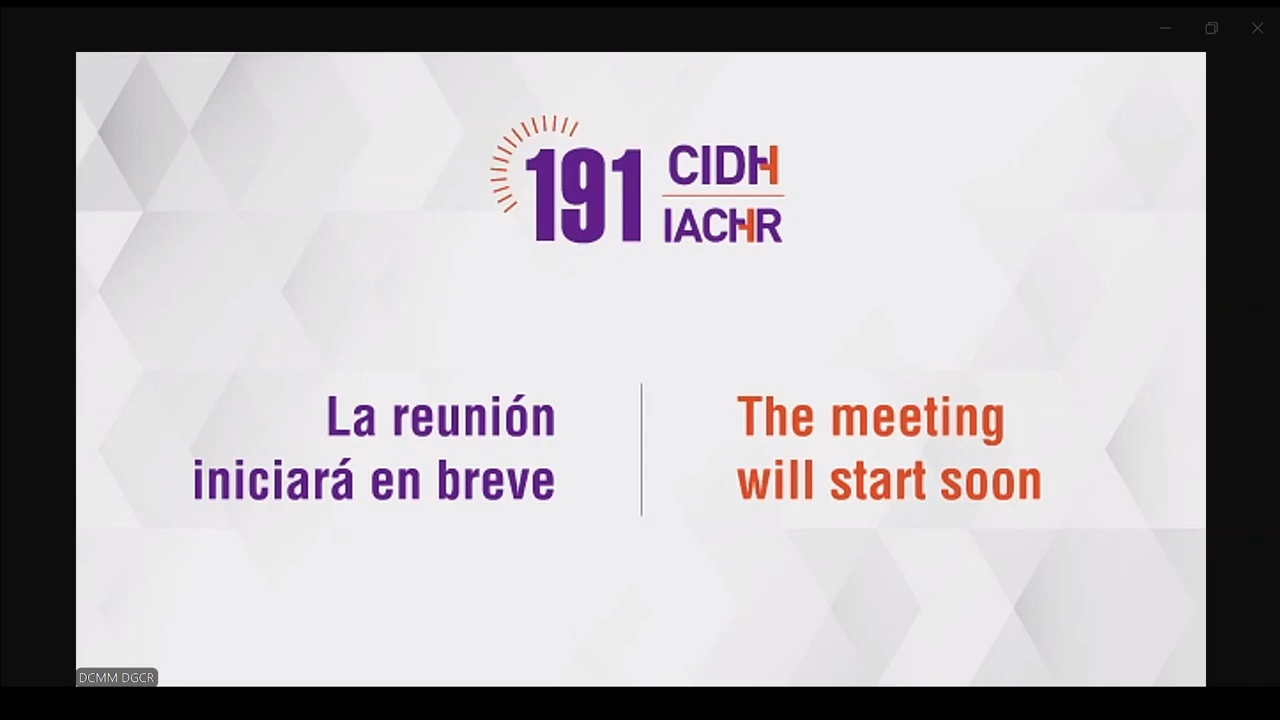 191
CIDH
IACHR
La reunión
iniciará en breve
The meeting
will start soon
DCMM DGCR